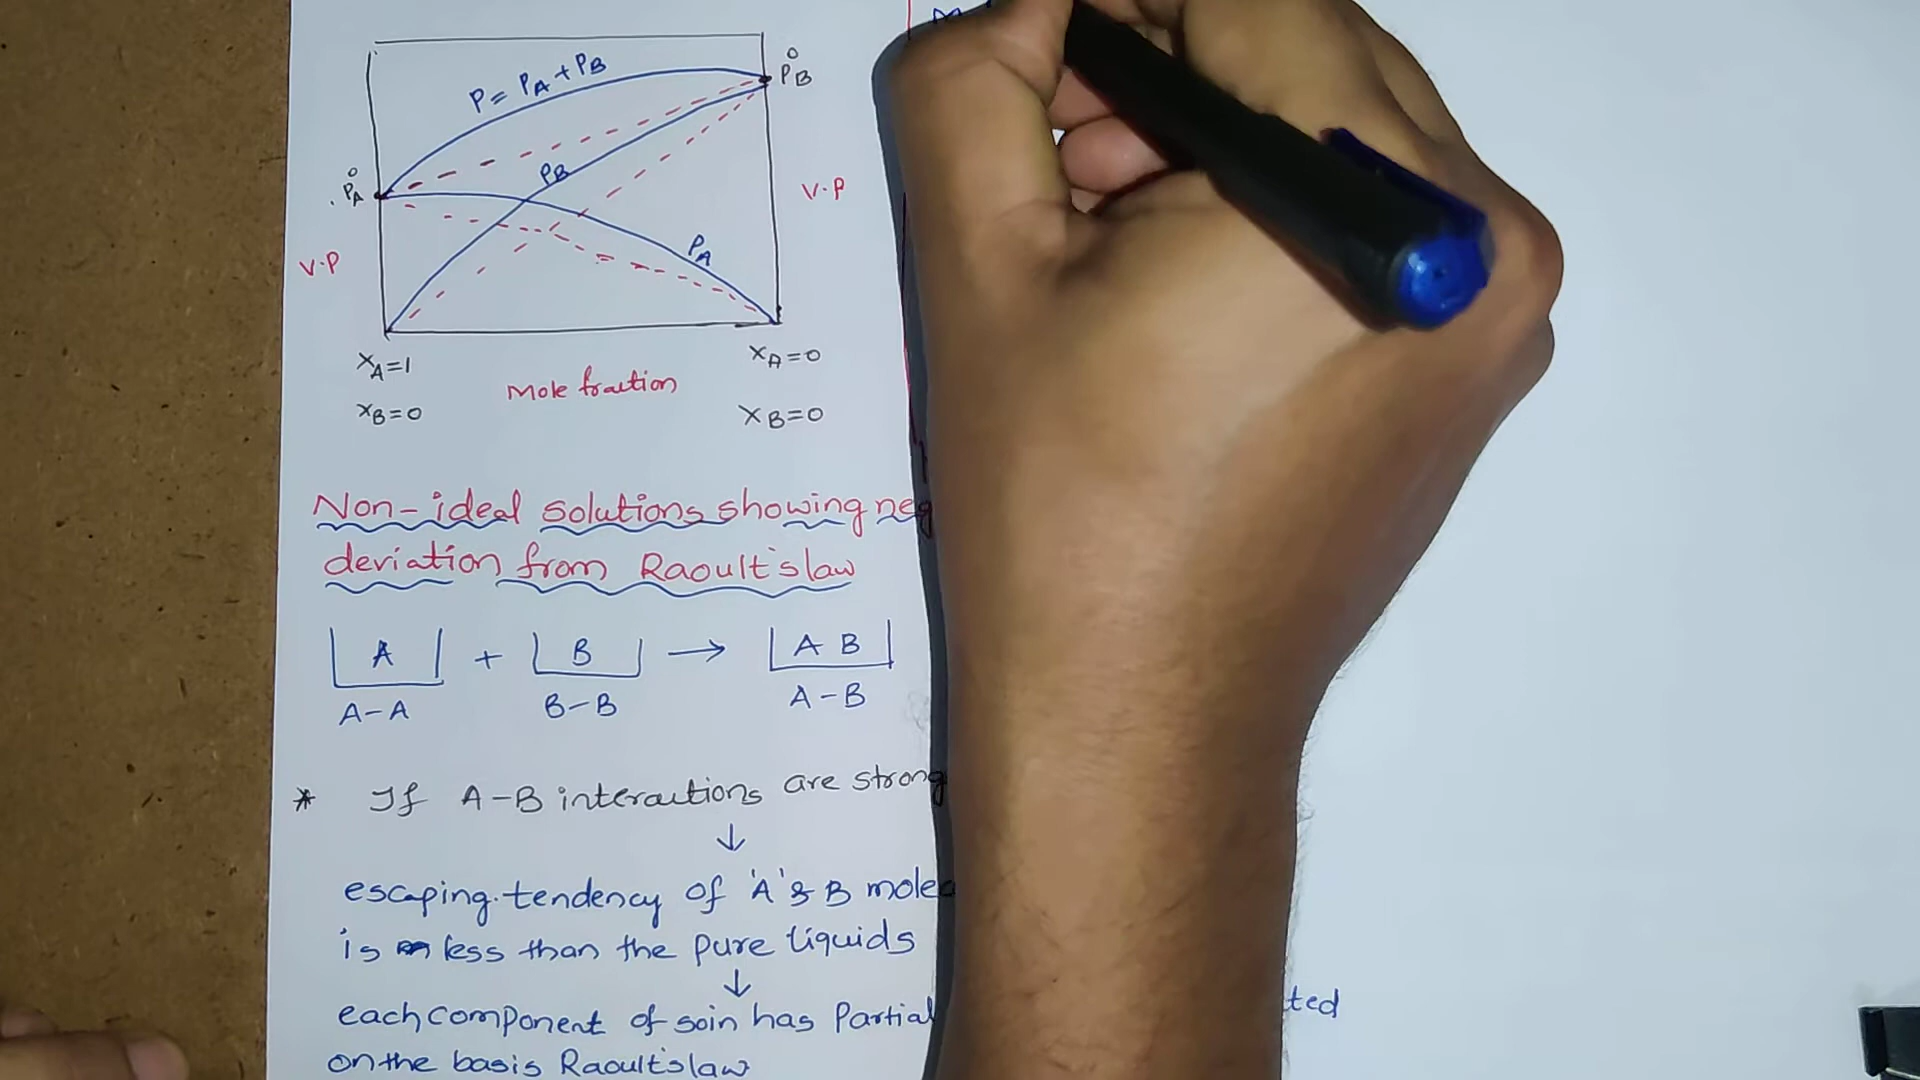 P = PA + PB
P°B
P°A
PB
PA
V.P
V.P
XA=1
XA=0
Mole fraction
XB=0
XB=0
Non-ideal solutions showing neg
deviation from Raoult's law
A + B → A B
A-A B-B A-B
* If A-B interactions are strong
↓
escaping tendency of 'A' & B
is less than the pure liquids
↓
each component of soln has Partial ted
on the basis Raoult's law